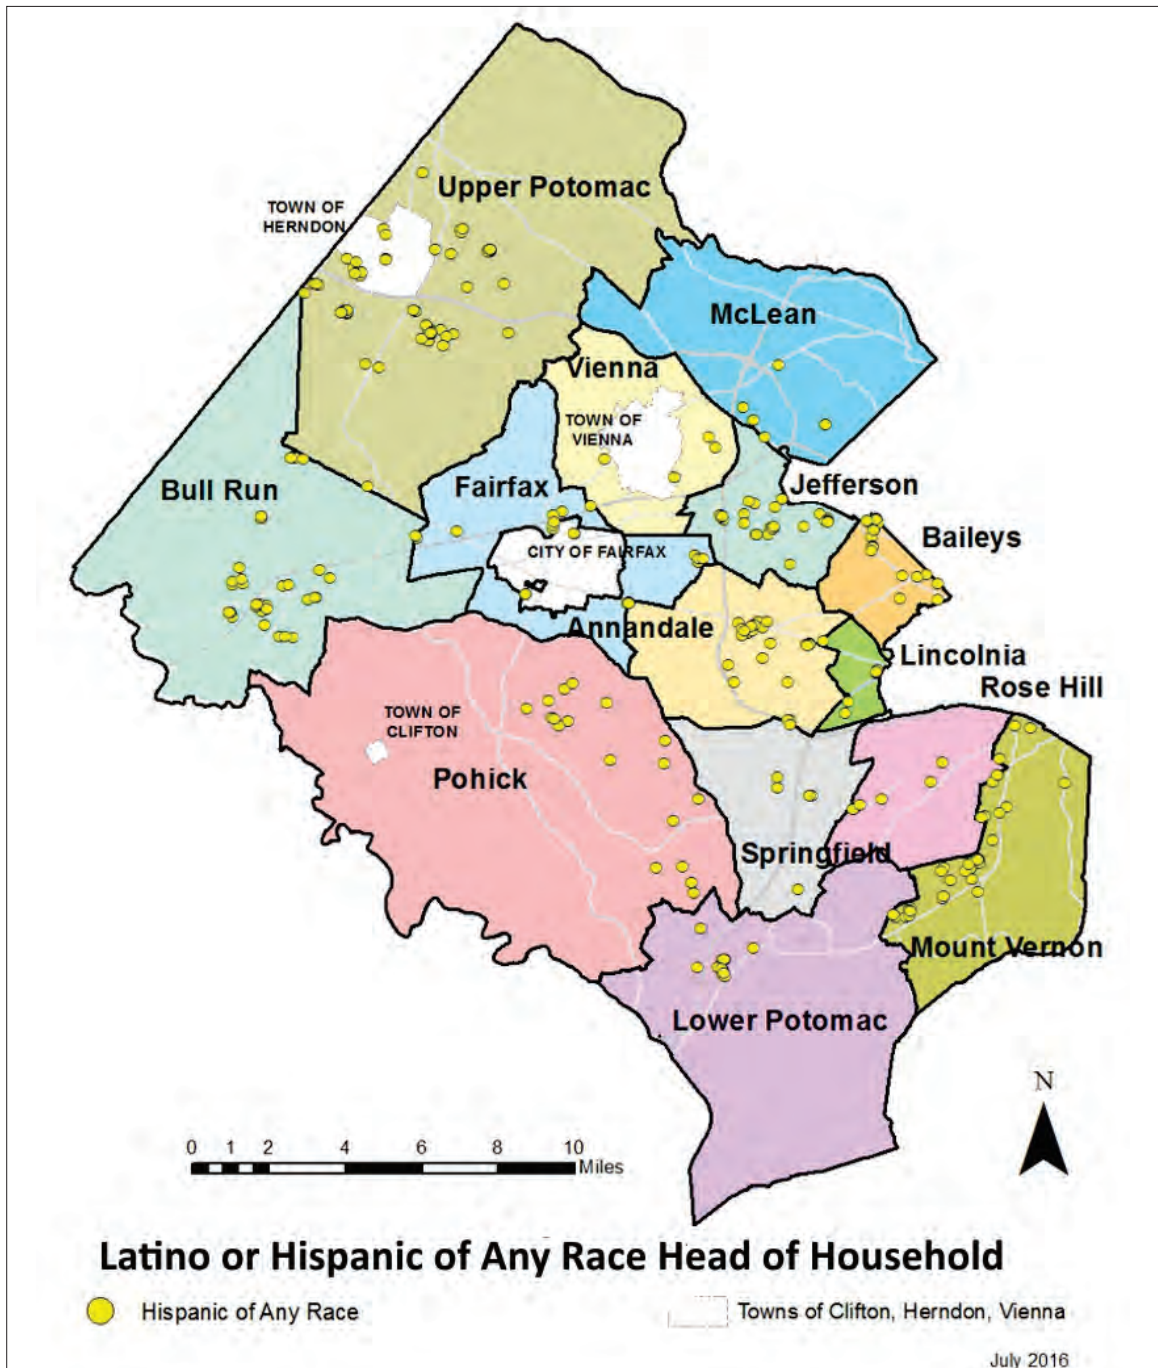 Upper Potomac
TOWN OF
HERNDON
McLean
Vienna
TOWN OF
VIENNA
Bull Run
Fairfax
Jefferson
Baileys
CITY OF FAIRFAX
Annandale
Lincolnia
Rose Hill
TOWN OF
CLIFTON
Pohick
Springfield
Mount Vernon
Lower Potomac
N
0 1 2 4 6 8 10
Miles
Latino or Hispanic of Any Race Head of Household
Hispanic of Any Race
Towns of Clifton, Herndon, Vienna
July 2016